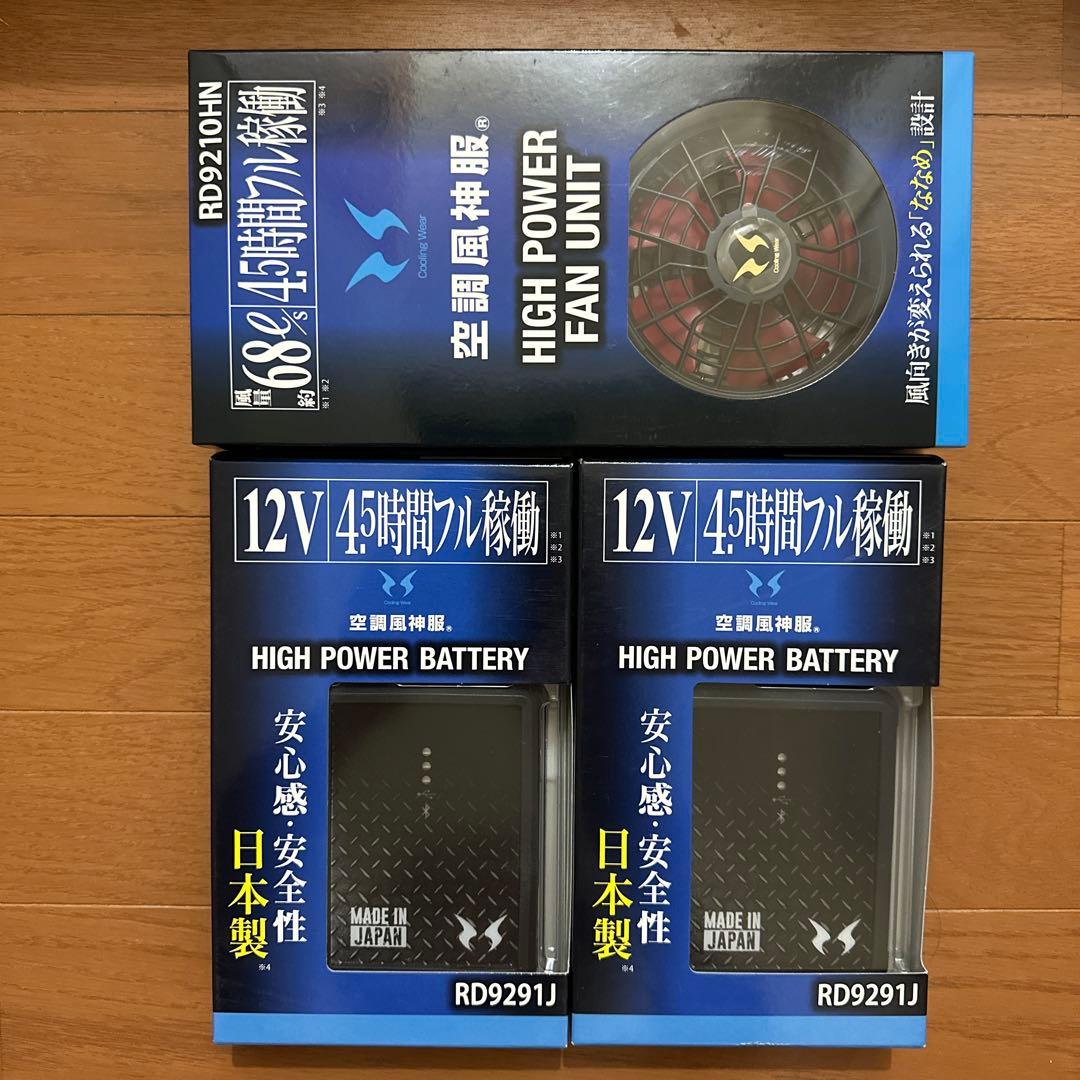 RD9210HN
風量
約68ℓ/s
4.5時間フル稼働
※1 ※2
※3 ※4
Cooling Wear
空調風神服®
HIGH POWER
FAN UNIT
Cooling Wear
風向きが変えられる「ななめ」設計
12V 4.5時間フル稼働
※1
※2
※3
Cooling Wear
空調風神服®
HIGH POWER BATTERY
安心感・安全性
日本製
※4
MADE IN
JAPAN
RD9291J
12V 4.5時間フル稼働
※1
※2
※3
Cooling Wear
空調風神服®
HIGH POWER BATTERY
安心感・安全性
日本製
※4
MADE IN
JAPAN
RD9291J